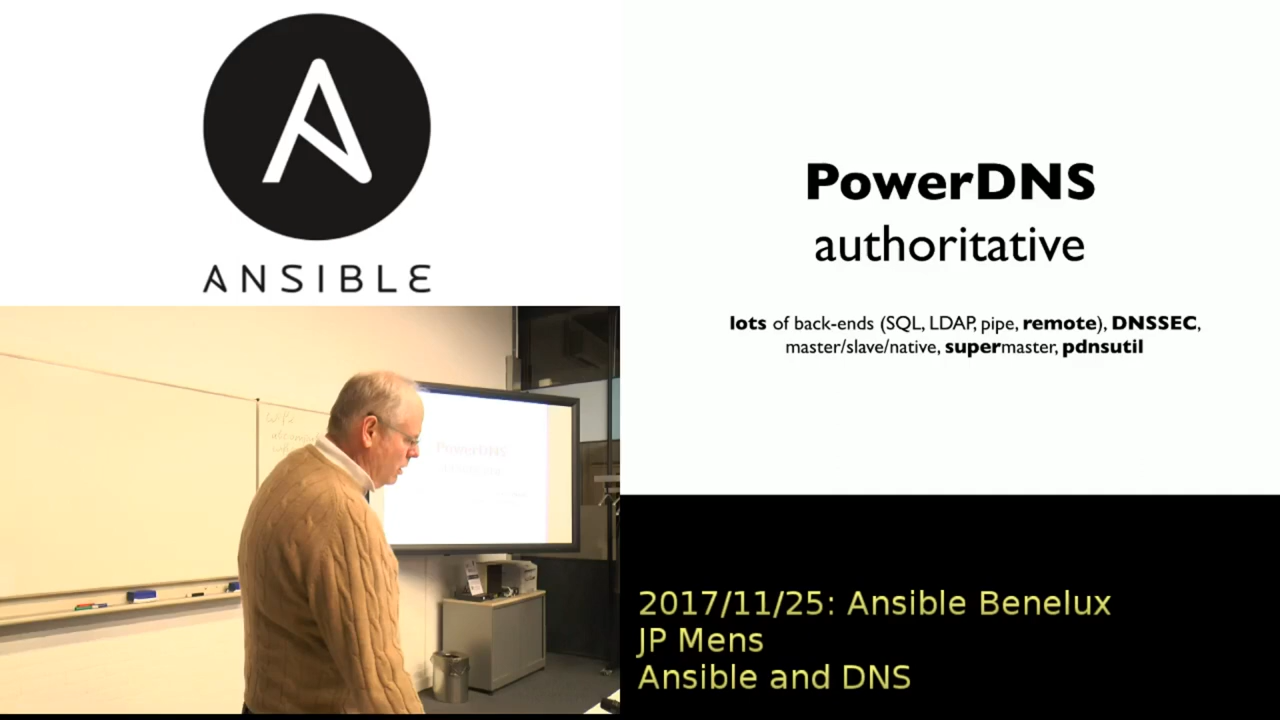 ANSIBLE
PowerDNS
authoritative
lots of back-ends (SQL, LDAP, pipe, remote), DNSSEC,
master/slave/native, supermaster, pdnsutil
PowerDNS
2017/11/25: Ansible Benelux
JP Mens
Ansible and DNS